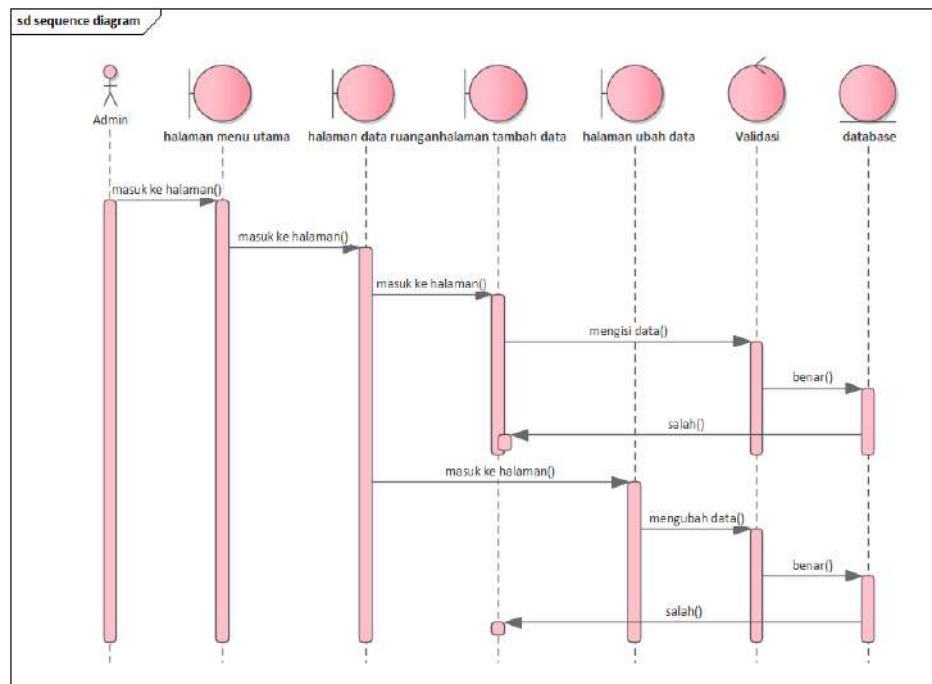 sd sequence diagram
Admin
halaman menu utama
halaman data ruangan
halaman tambah data
halaman ubah data
Validasi
database
masuk ke halaman()
masuk ke halaman()
masuk ke halaman()
mengisi data()
benar()
salah()
masuk ke halaman()
mengubah data()
benar()
salah()